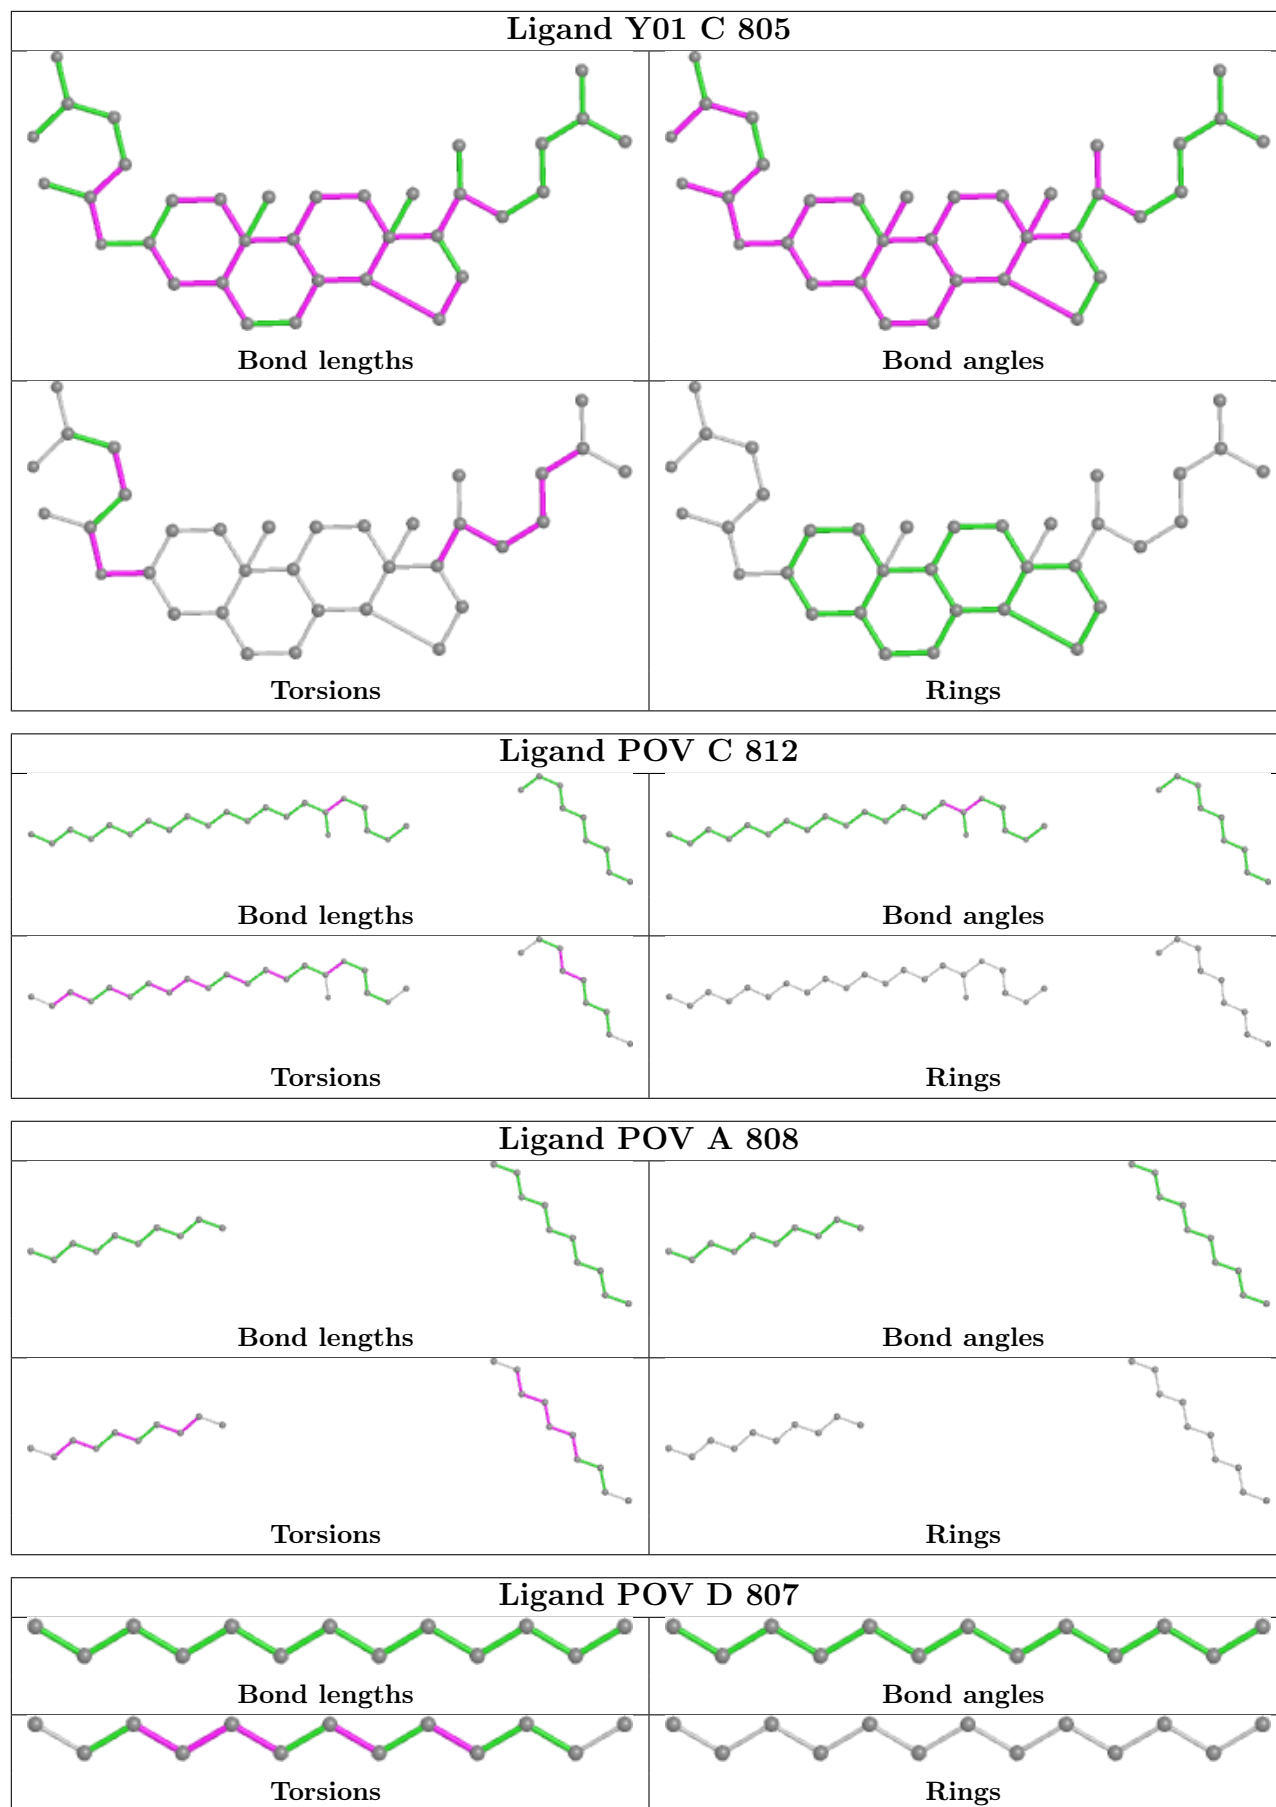 Ligand Y01 C 805
Bond lengths
Bond angles
Torsions
Rings
Ligand POV C 812
Bond lengths
Bond angles
Torsions
Rings
Ligand POV A 808
Bond lengths
Bond angles
Torsions
Rings
Ligand POV D 807
Bond lengths
Bond angles
Torsions
Rings